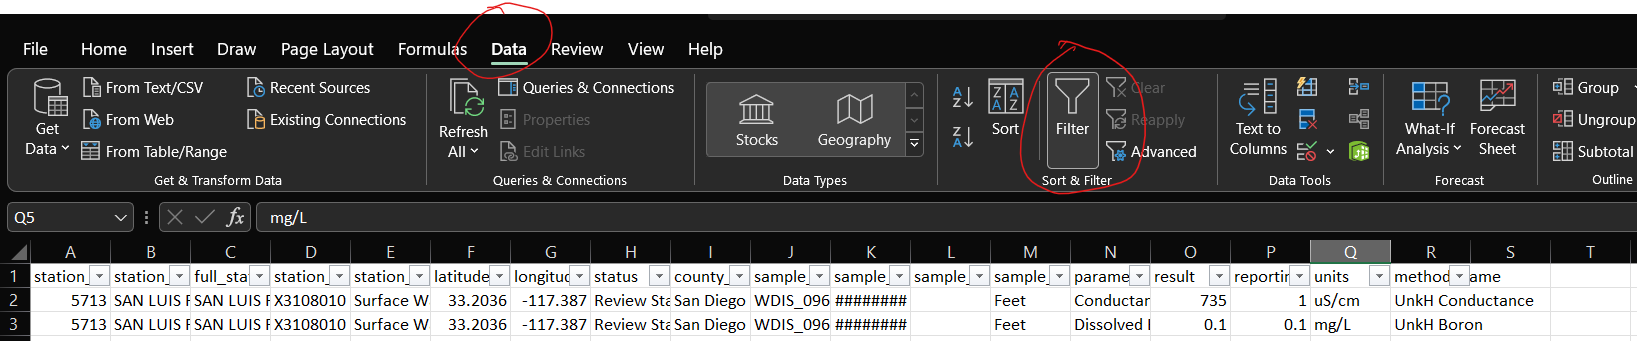 File Home Insert Draw Page Layout Formulas Data Review View Help
Get Data
From Text/CSV
From Web
From Table/Range
Recent Sources
Existing Connections
Get & Transform Data
Refresh All
Queries & Connections
Properties
Edit Links
Queries & Connections
Stocks
Geography
Data Types
A Z
Z A
Z A A Z
Sort
Filter
Clear
Reapply
Advanced
Sort & Filter
Text to Columns
Data Tools
What-If Analysis
Forecast Sheet
Forecast
Group
Ungroup
Subtotal
Outline
Q5 fx mg/L
A B C D E F G H I J K L M N O P Q R S T
1 station_ station_ full_sta station_ station_ latitude longitud status county_ sample_ sample_ sample_ sample_ parame result reportin units method ame
2 5713 SAN LUIS F SAN LUIS F X3108010 Surface W 33.2036 -117.387 Review Sta San Diego WDIS_096 ######## Feet Conductan 735 1 uS/cm UnkH Conductance
3 5713 SAN LUIS F SAN LUIS F X3108010 Surface W 33.2036 -117.387 Review Sta San Diego WDIS_096 ######## Feet Dissolved 0.1 0.1 mg/L UnkH Boron